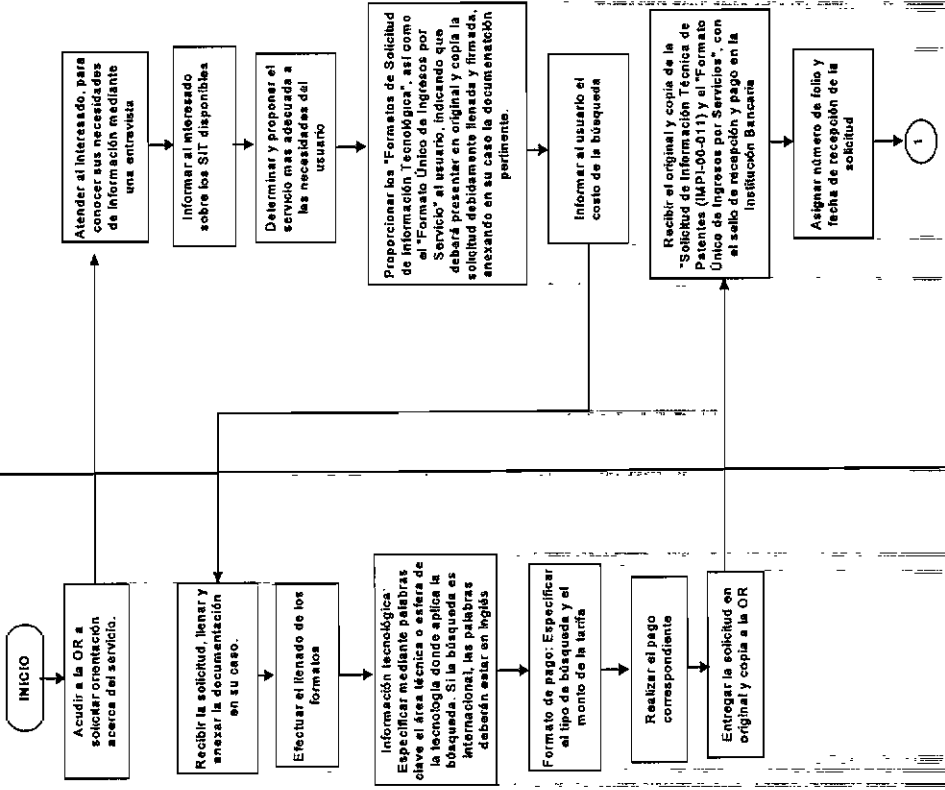 INICIO
Acudir a la OR a
solicitar orientación
acerca del servicio.
Atender al interesado, para
conocer sus necesidades
de información mediante
una entrevista
Informar al interesado
sobre los SIT disponibles
Determinar y proponer el
servicio mas adecuada a
las necesidades del
usuario
Proporcionar los "Formatos de Solicitud
de información Tecnológica", así como
el "Formato Único de Ingresos por
Servicio" al usuario, indicando que
deberá presentar en original y copia la
solicitud debidamente llenada y firmada,
anexando en su caso la documenatción
pertinente.
Informar al usuario el
costo de la búsqueda
Recibir la solicitud, llenar y
anexar la documentación
en su caso.
Efectuar el llenado de los
formatos
Información tecnológica:
Especificar mediante palabras
clave el área técnica o esfera de
la tecnología donde aplica la
búsqueda. Si la búsqueda es
internacional, las palabras
deberán estar en inglés
Formato de pago: Especificar
el tipo de búsqueda y el
monto de la tarifa
Realizar el pago
correspondiente
Entregar la solicitud en
original y copia a la OR
Recibir el original y copia de la
"Solicitud de Información Técnica de
Patentes (IMPI-00-011) y el "Formato
Único de Ingresos por Servicios", con
el sello de recepción y pago en la
Institución Bancaria
Asignar número de folio y
fecha de recepción de la
solicitud
1